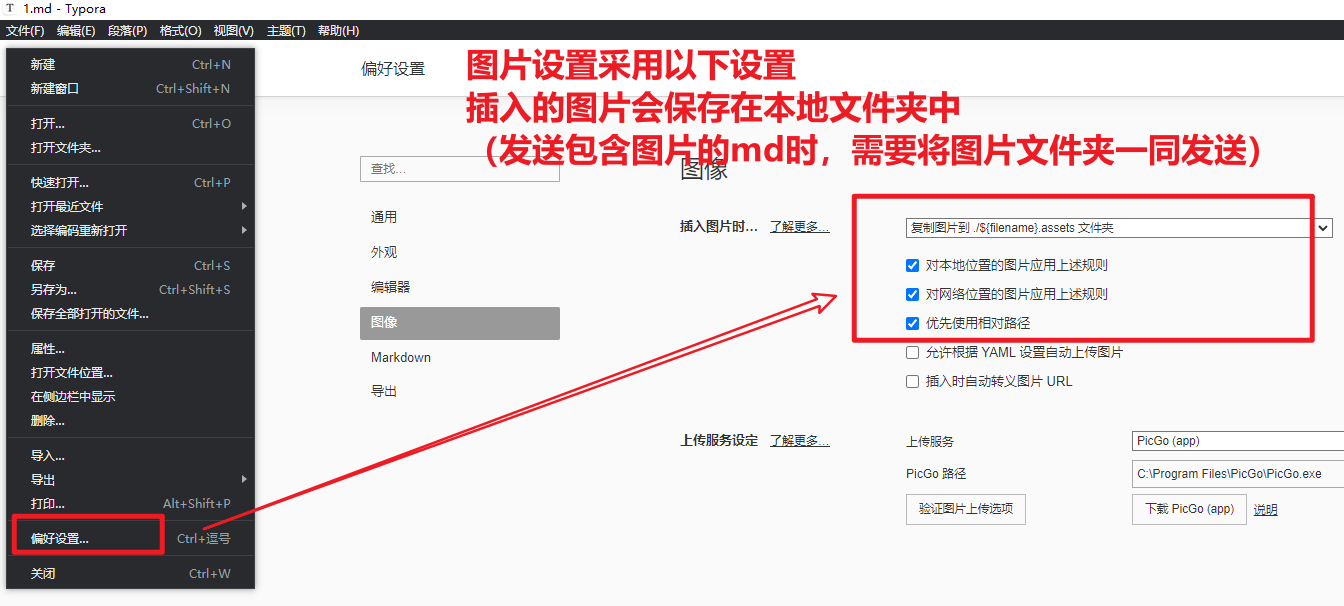 T 1.md - Typora
文件(F) 编辑(E) 段落(P) 格式(O) 视图(V) 主题(T) 帮助(H)
新建 Ctrl+N
新建窗口 Ctrl+Shift+N
打开... Ctrl+O
打开文件夹...
快速打开... Ctrl+P
打开最近文件
选择编码重新打开
保存 Ctrl+S
另存为... Ctrl+Shift+S
保存全部打开的文件...
属性...
打开文件位置...
在侧边栏中显示
删除...
导入...
导出
打印... Alt+Shift+P
偏好设置... Ctrl+逗号
关闭 Ctrl+W
偏好设置
图片设置采用以下设置
插入的图片会保存在本地文件夹中
（发送包含图片的md时，需要将图片文件夹一同发送）
查找...
通用
外观
编辑器
图像
Markdown
导出
图像
插入图片时... 了解更多...
复制图片到 ./${filename}.assets 文件夹
对本地位置的图片应用上述规则
对网络位置的图片应用上述规则
优先使用相对路径
允许根据 YAML 设置自动上传图片
插入时自动转义图片 URL
上传服务设定 了解更多...
上传服务 PicGo (app)
PicGo 路径 C:\Program Files\PicGo\PicGo.exe
验证图片上传选项 下载 PicGo (app) 说明